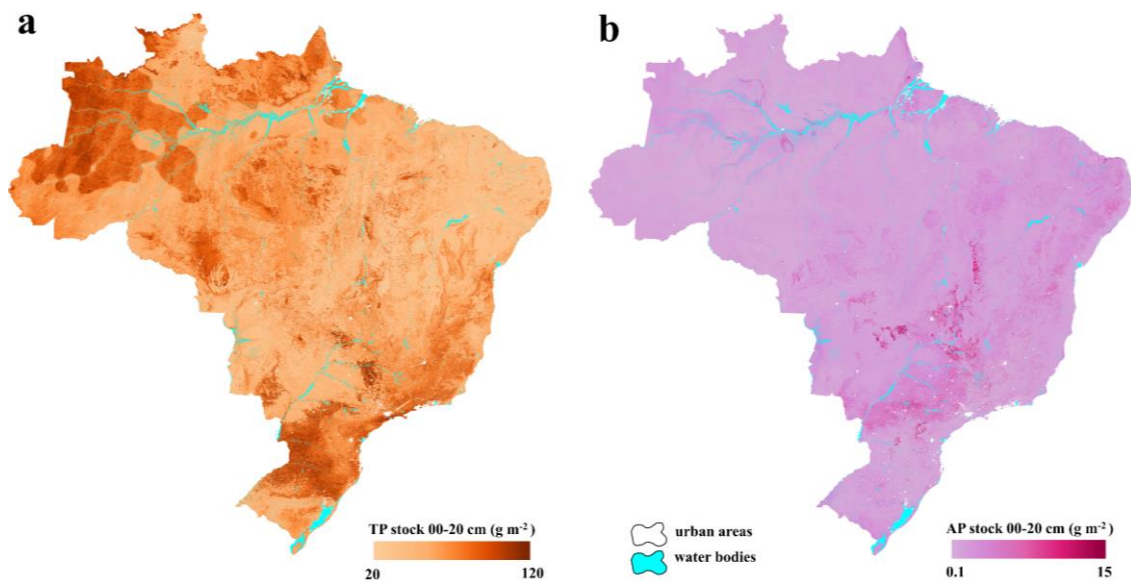 a
b
TP stock 00-20 cm (g m⁻²)
20
120
urban areas
water bodies
AP stock 00-20 cm (g m⁻²)
0.1
15